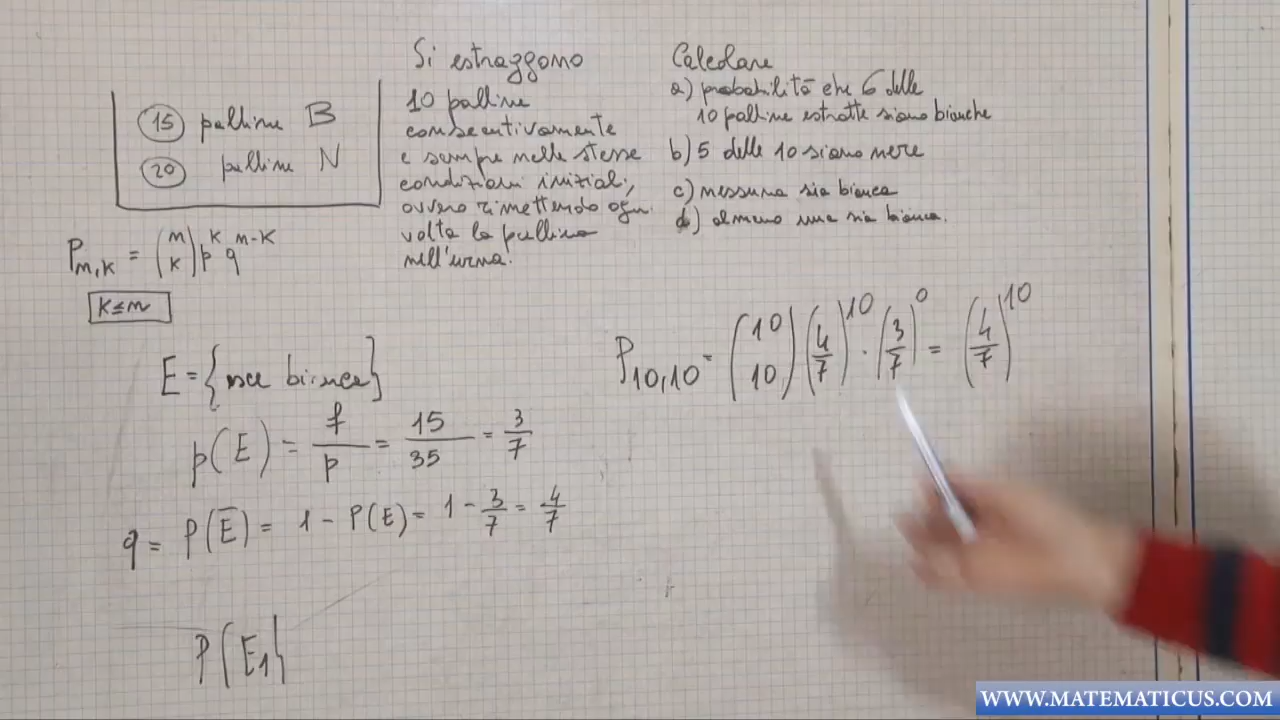 15 palline B
20 palline N
Si estraggono
10 palline
consecutivamente
e sempre nelle stesse
condizioni iniziali,
ovvero rimettendo ogni
volta la pallina
nell'urna.
Calcolare
a) probabilità che 6 delle
10 palline estratte siano bianche
b) 5 delle 10 siano nere
c) nessuna sia bianca
d) almeno una sia bianca.
P_{n,k} = (n k) p^k q^{n-k}
k≤n
E = {esce bianca}
p(E) = f/p = 15/35 = 3/7
q = P(Ē) = 1 - P(E) = 1 - 3/7 = 4/7
P(E₁)
P_{10,10} = (10 10) (4/7)^10 · (3/7)^0 = (4/7)^10
WWW.MATEMATICUS.COM